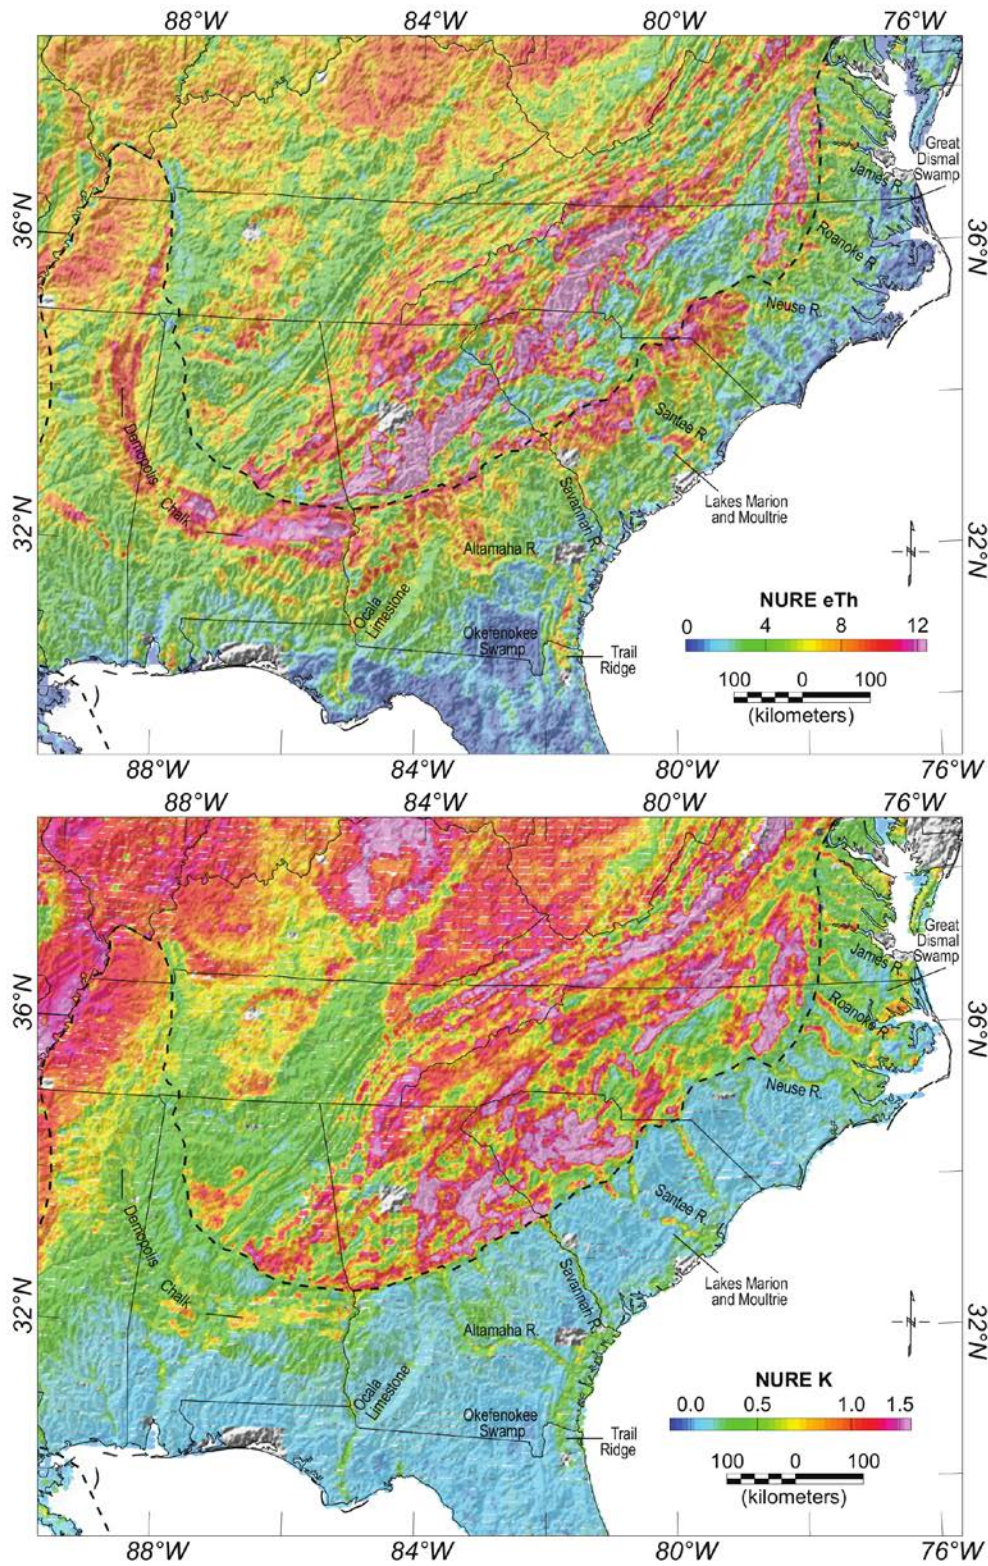 88°W 84°W 80°W 76°W
Great
Dismal
Swamp
James R.
36°N
36°N
Roanoke R.
Neuse R.
Demopolis
Chalk
Santee R.
Lakes Marion
and Moultrie
32°N
32°N
Savannah R.
Altamaha R.
N
Ocala
Limestone
Okefenokee
Swamp
Trail
Ridge
NURE eTh
0 4 8 12
100 0 100
(kilometers)
88°W 84°W 80°W 76°W
88°W 84°W 80°W 76°W
Great
Dismal
Swamp
James R.
36°N
36°N
Roanoke R.
Neuse R.
Demopolis
Chalk
Santee R.
Lakes Marion
and Moultrie
32°N
32°N
Savannah R.
Altamaha R.
N
Ocala
Limestone
Okefenokee
Swamp
Trail
Ridge
NURE K
0.0 0.5 1.0 1.5
100 0 100
(kilometers)
88°W 84°W 80°W 76°W